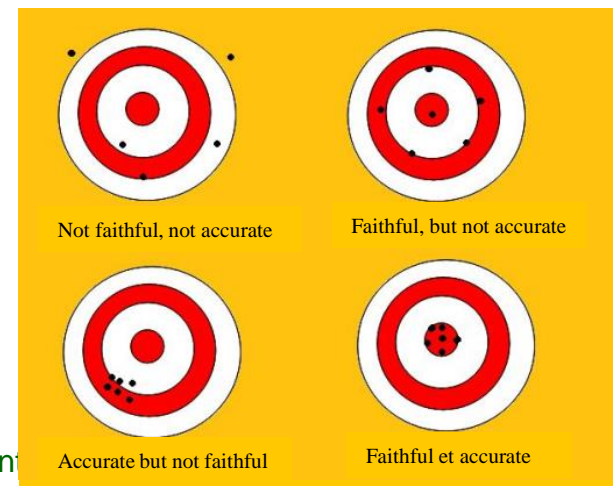 Not faithful, not accurate
Faithful, but not accurate
Accurate but not faithful
Faithful et accurate